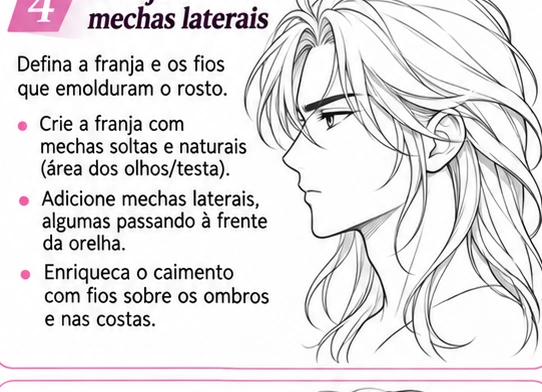 4
mechas laterais
Defina a franja e os fios
que emolduram o rosto.
Crie a franja com
mechas soltas e naturais
(área dos olhos/testa).
Adicione mechas laterais,
algumas passando à frente
da orelha.
Enriqueca o caimento
com fios sobre os ombros
e nas costas.